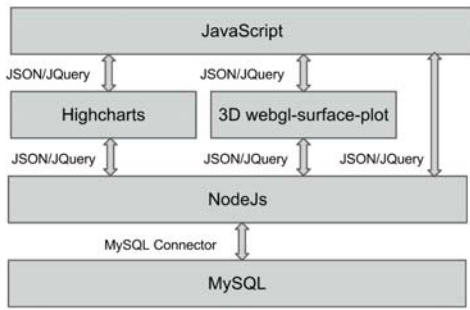 JavaScript
JSON/JQuery JSON/JQuery
Highcharts 3D webgl-surface-plot
JSON/JQuery JSON/JQuery JSON/JQuery
NodeJs
MySQL Connector
MySQL